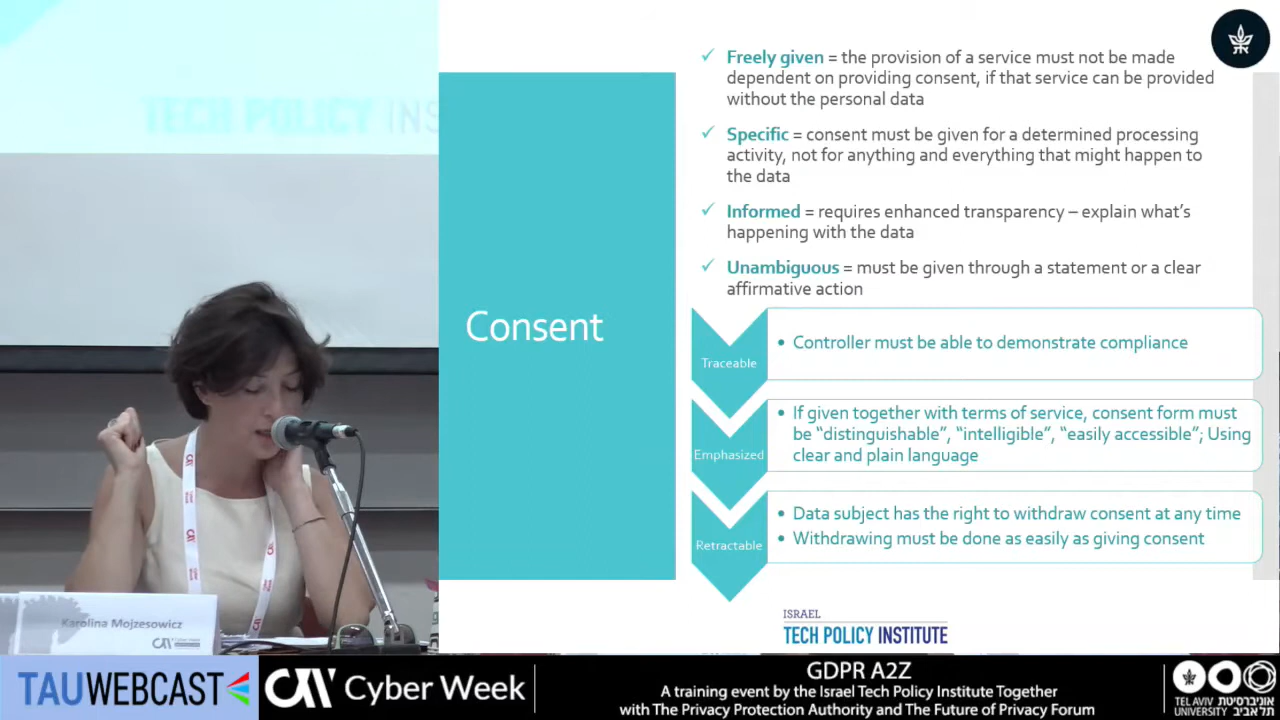 TECH POLICY INS
✓ Freely given = the provision of a service must not be made
dependent on providing consent, if that service can be provided
without the personal data
✓ Specific = consent must be given for a determined processing
activity, not for anything and everything that might happen to
the data
✓ Informed = requires enhanced transparency – explain what's
happening with the data
✓ Unambiguous = must be given through a statement or a clear
affirmative action
Consent
Traceable
• Controller must be able to demonstrate compliance
Emphasized
• If given together with terms of service, consent form must
be “distinguishable”, “intelligible”, “easily accessible”; Using
clear and plain language
Retractable
• Data subject has the right to withdraw consent at any time
• Withdrawing must be done as easily as giving consent
Karolina Mojzesowicz
ISRAEL
TECH POLICY INSTITUTE
TAUWEBCAST
Cyber Week
GDPR A2Z
A training event by the Israel Tech Policy Institute Together
with The Privacy Protection Authority and The Future of Privacy Forum
TEL AVIV אוניברסיטת
UNIVERSITY תל אביב